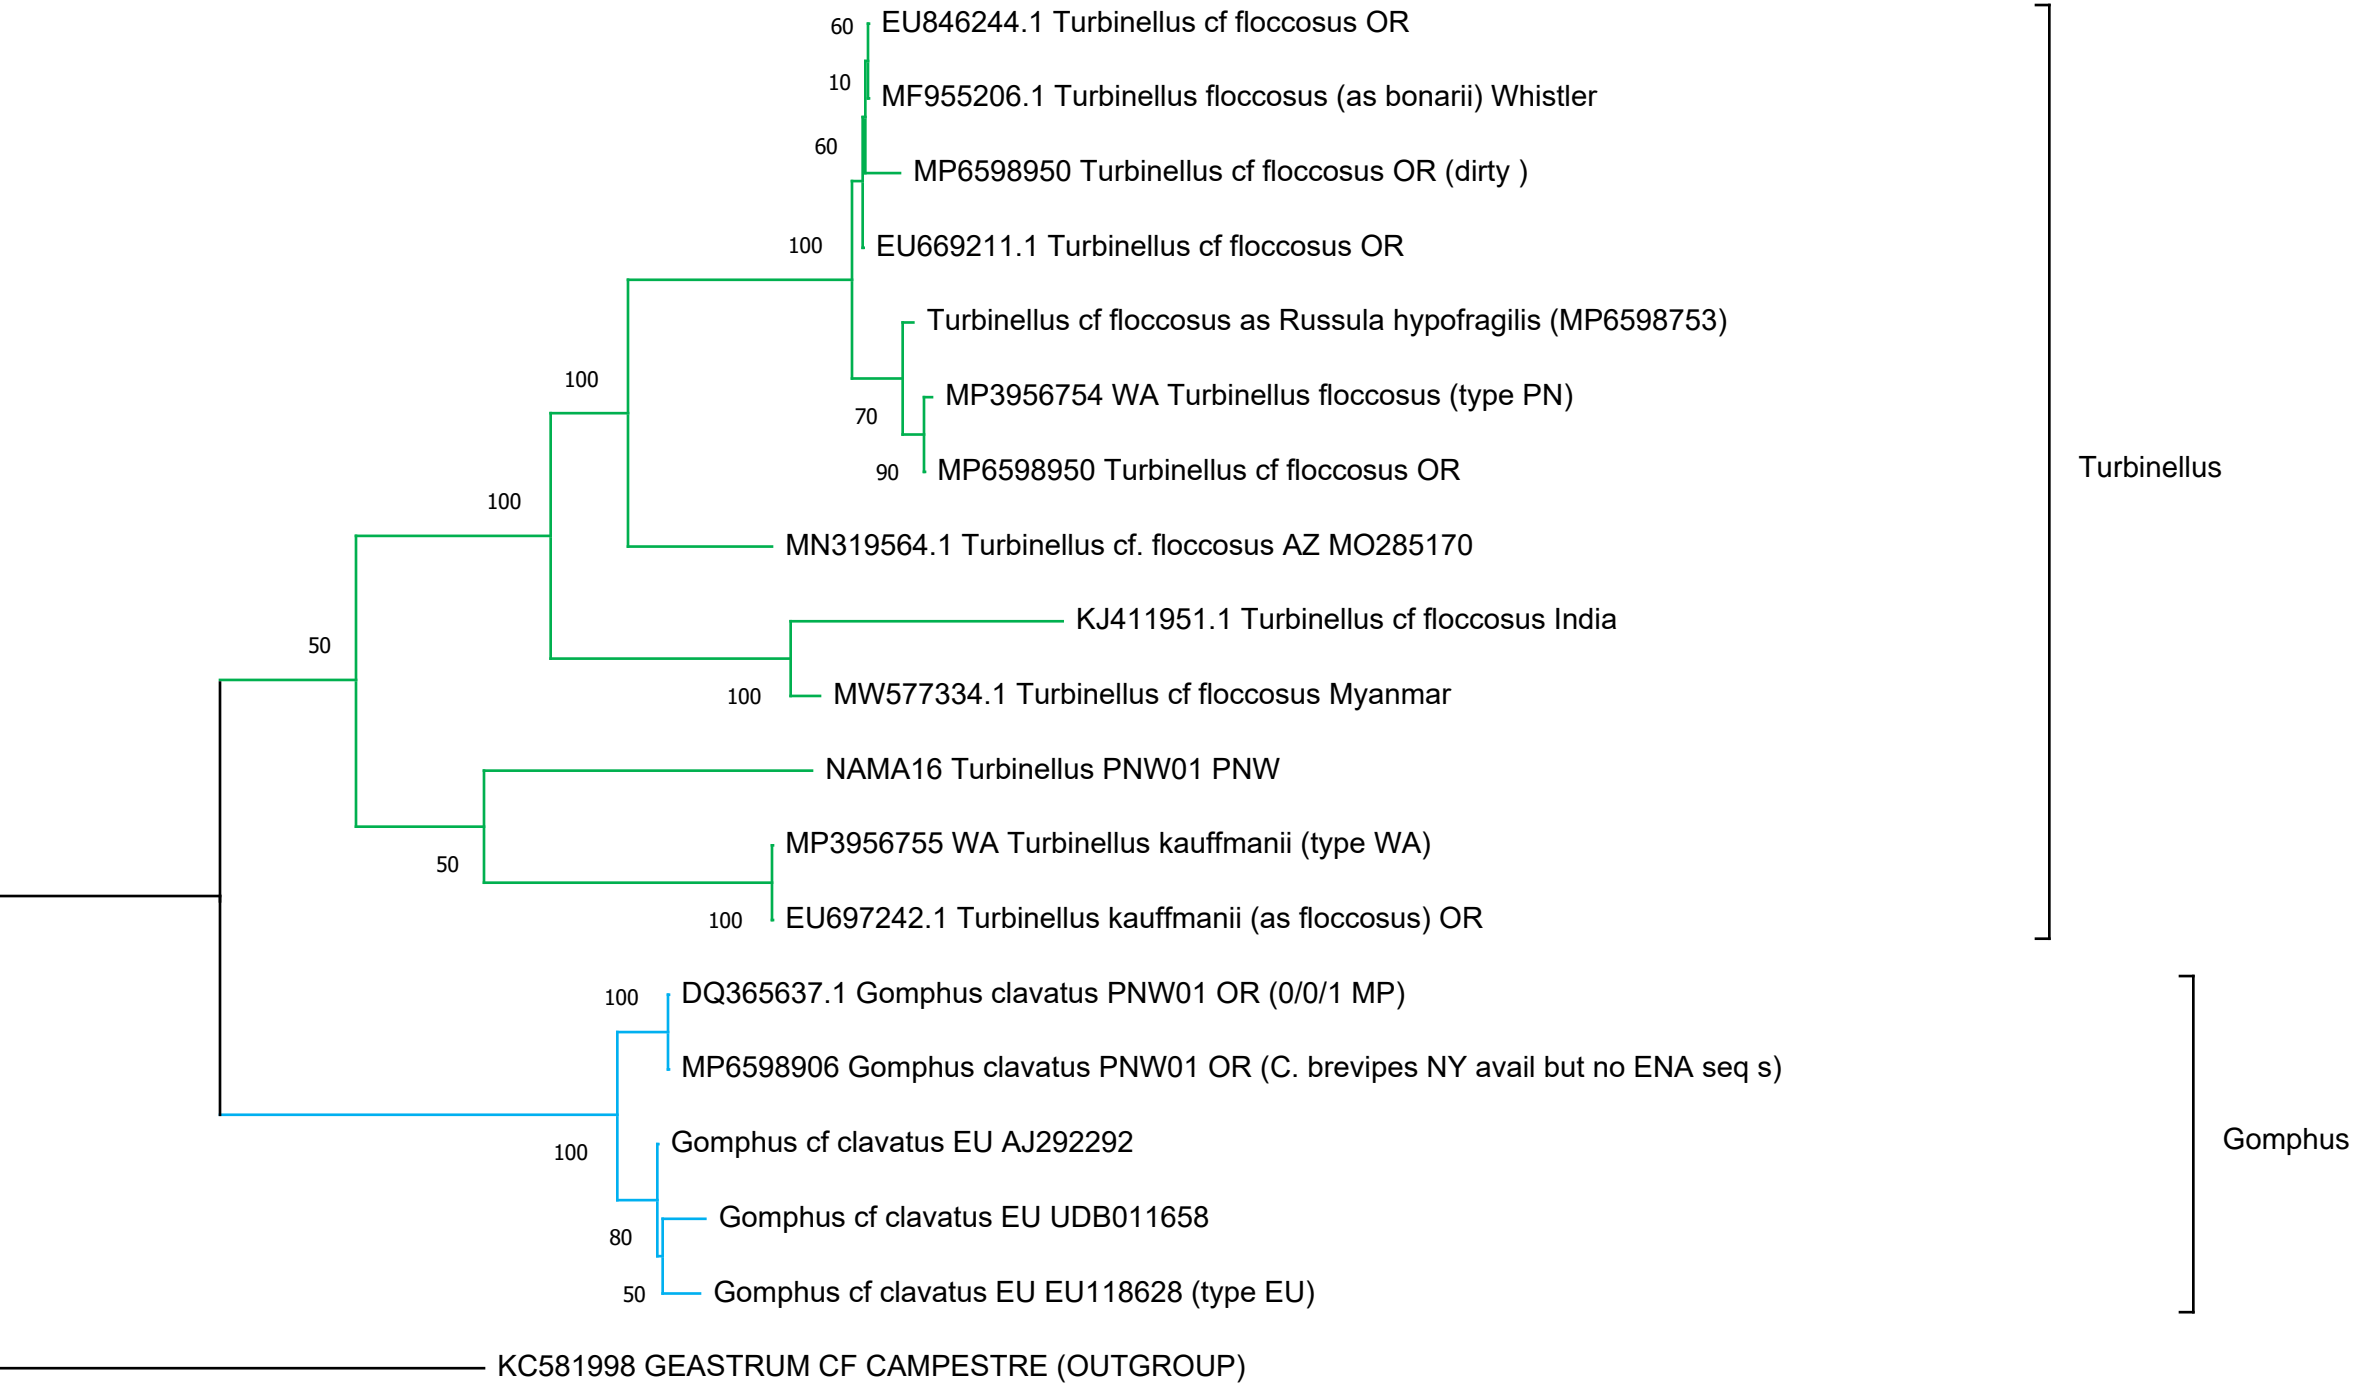 60
EU846244.1 Turbinellus cf floccosus OR
10
MF955206.1 Turbinellus floccosus (as bonarii) Whistler
60
MP6598950 Turbinellus cf floccosus OR (dirty )
100
EU669211.1 Turbinellus cf floccosus OR
Turbinellus cf floccosus as Russula hypofragilis (MP6598753)
100
MP3956754 WA Turbinellus floccosus (type PN)
70
90
MP6598950 Turbinellus cf floccosus OR
Turbinellus
100
MN319564.1 Turbinellus cf. floccosus AZ MO285170
KJ411951.1 Turbinellus cf floccosus India
50
100
MW577334.1 Turbinellus cf floccosus Myanmar
NAMA16 Turbinellus PNW01 PNW
MP3956755 WA Turbinellus kauffmanii (type WA)
50
100
EU697242.1 Turbinellus kauffmanii (as floccosus) OR
100
DQ365637.1 Gomphus clavatus PNW01 OR (0/0/1 MP)
MP6598906 Gomphus clavatus PNW01 OR (C. brevipes NY avail but no ENA seq s)
Gomphus cf clavatus EU AJ292292
Gomphus
100
Gomphus cf clavatus EU UDB011658
80
50
Gomphus cf clavatus EU EU118628 (type EU)
KC581998 GEASTRUM CF CAMPESTRE (OUTGROUP)